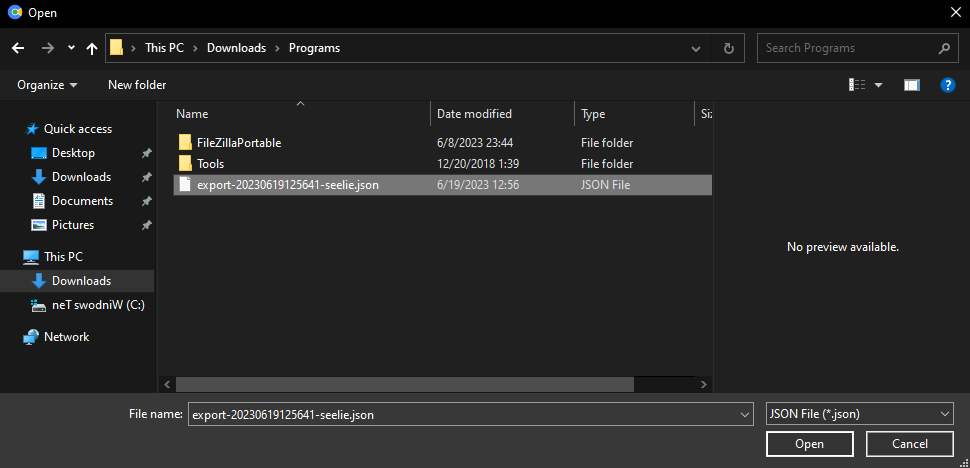 Open
This PC Downloads Programs
Search Programs
Organize
New folder
?
Quick access
Desktop
Downloads
Documents
Pictures
This PC
Downloads
neT swodniW (C:)
Network
Name Date modified Type Siz
FileZillaPortable 6/8/2023 23:44 File folder
Tools 12/20/2018 1:39 File folder
export-20230619125641-seelie.json 6/19/2023 12:56 JSON File
No preview available.
File name: export-20230619125641-seelie.json
JSON File (*.json)
Open Cancel